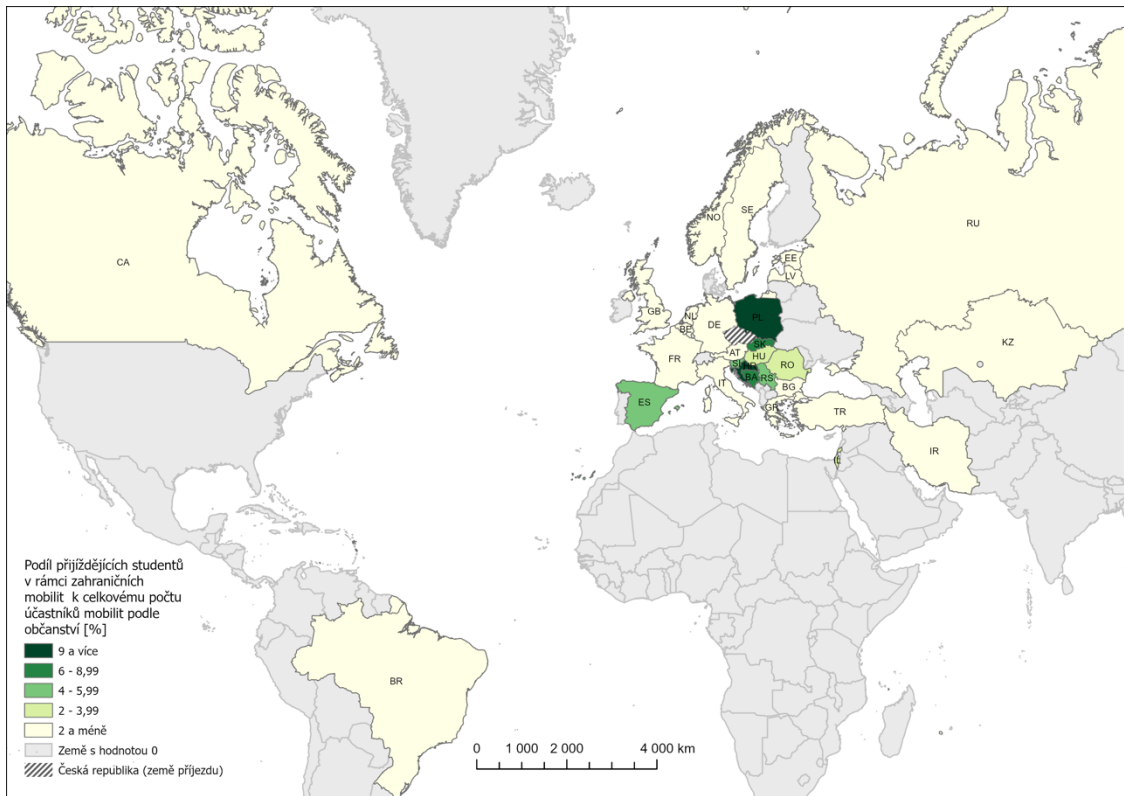 CA
NO
SE
RU
EE
LV
GB
NL
BE
DE
PL
SK
KZ
FR
AT
HU
SI
RO
BA
RS
IT
BG
ES
GR
TR
IL
IR
BR
Podíl přijíždějících studentů
v rámci zahraničních
mobilit k celkovému počtu
účastníků mobilit podle
občanství [%]
9 a více
6 - 8,99
4 - 5,99
2 - 3,99
2 a méně
Země s hodnotou 0
Česká republika (země příjezdu)
0 1 000 2 000 4 000 km